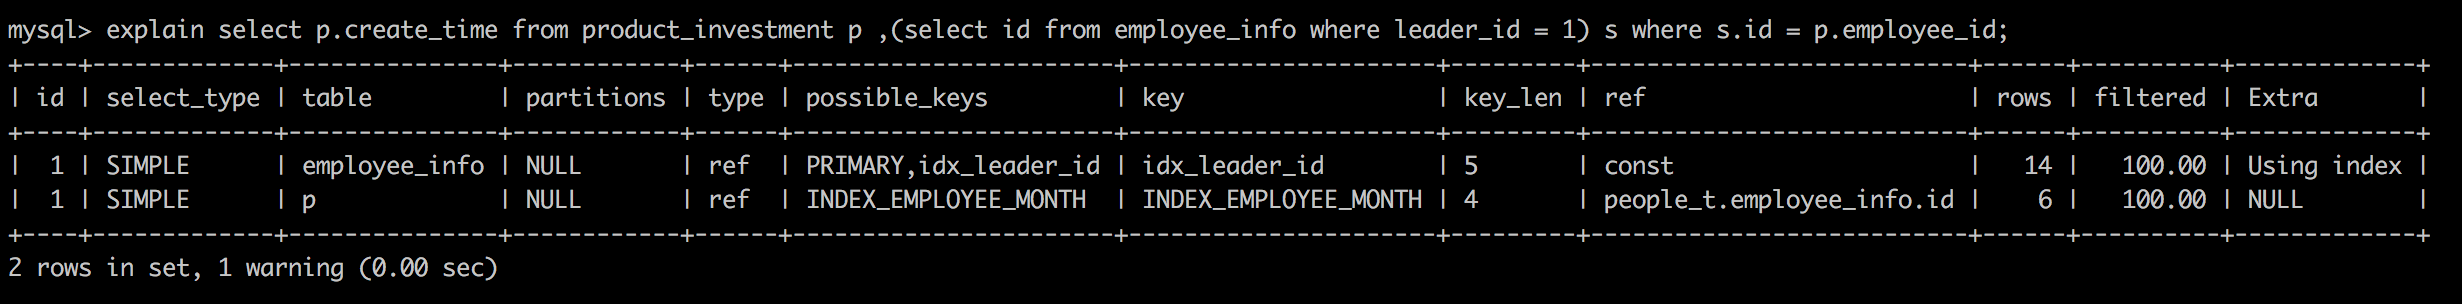 mysql> explain select p.create_time from product_investment p ,(select id from employee_info where leader_id = 1) s where s.id = p.employee_id;
+----+-------------+---------------+------------+------+-----------------------+----------------------+---------+-------------------------+------+----------+-------------+
| id | select_type | table         | partitions | type | possible_keys         | key                  | key_len | ref                     | rows | filtered | Extra       |
+----+-------------+---------------+------------+------+-----------------------+----------------------+---------+-------------------------+------+----------+-------------+
|  1 | SIMPLE      | employee_info | NULL       | ref  | PRIMARY,idx_leader_id | idx_leader_id        | 5       | const                   |   14 |   100.00 | Using index |
|  1 | SIMPLE      | p             | NULL       | ref  | INDEX_EMPLOYEE_MONTH  | INDEX_EMPLOYEE_MONTH | 4       | people_t.employee_info.id |    6 |   100.00 | NULL        |
+----+-------------+---------------+------------+------+-----------------------+----------------------+---------+-------------------------+------+----------+-------------+
2 rows in set, 1 warning (0.00 sec)